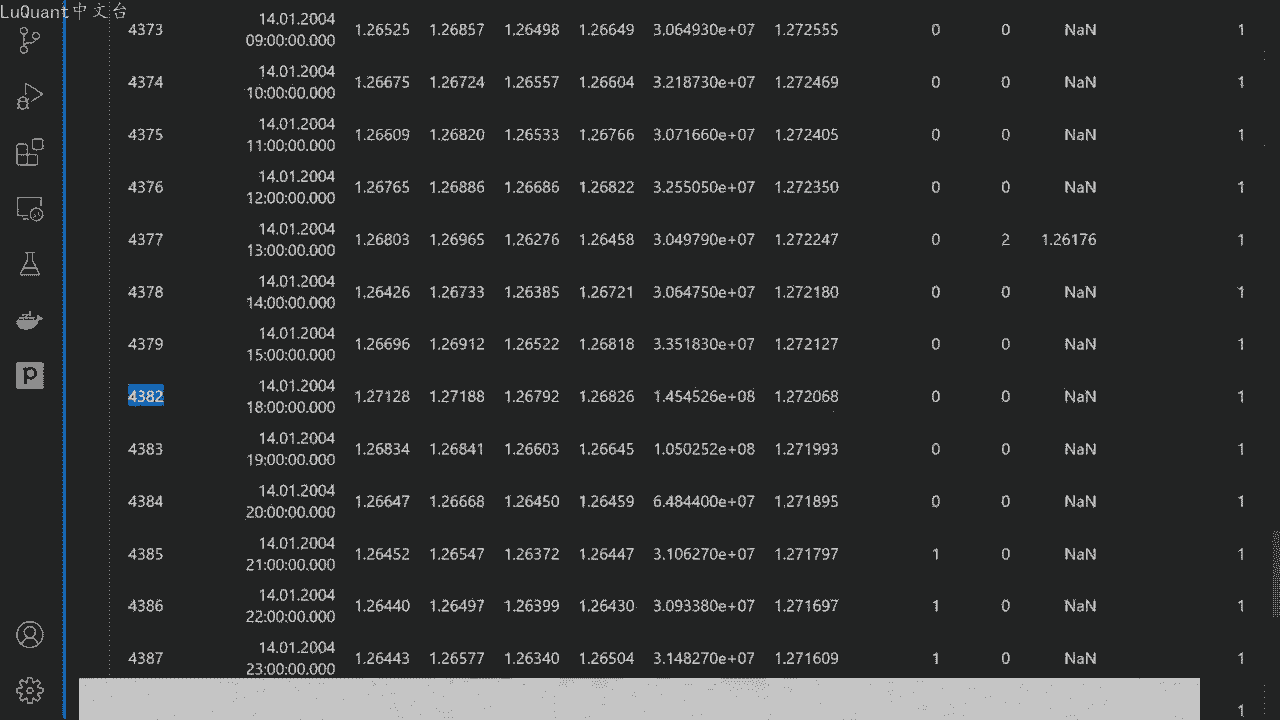 LuQuant中文台
4373 14.01.2004 09:00:00.000 1.26525 1.26857 1.26498 1.26649 3.064930e+07 1.272555 0 0 NaN 1
4374 14.01.2004 10:00:00.000 1.26675 1.26724 1.26557 1.26604 3.218730e+07 1.272469 0 0 NaN 1
4375 14.01.2004 11:00:00.000 1.26609 1.26820 1.26533 1.26766 3.071660e+07 1.272405 0 0 NaN 1
4376 14.01.2004 12:00:00.000 1.26765 1.26886 1.26686 1.26822 3.255050e+07 1.272350 0 0 NaN 1
4377 14.01.2004 13:00:00.000 1.26803 1.26965 1.26276 1.26458 3.049790e+07 1.272247 0 2 1.26176 1
4378 14.01.2004 14:00:00.000 1.26426 1.26733 1.26385 1.26721 3.064750e+07 1.272180 0 0 NaN 1
4379 14.01.2004 15:00:00.000 1.26696 1.26912 1.26522 1.26818 3.351830e+07 1.272127 0 0 NaN 1
4382 14.01.2004 18:00:00.000 1.27128 1.27188 1.26792 1.26826 1.454526e+08 1.272068 0 0 NaN 1
4383 14.01.2004 19:00:00.000 1.26834 1.26841 1.26603 1.26645 1.050252e+08 1.271993 0 0 NaN 1
4384 14.01.2004 20:00:00.000 1.26647 1.26668 1.26450 1.26459 6.484400e+07 1.271895 0 0 NaN 1
4385 14.01.2004 21:00:00.000 1.26452 1.26547 1.26372 1.26447 3.106270e+07 1.271797 1 0 NaN 1
4386 14.01.2004 22:00:00.000 1.26440 1.26497 1.26399 1.26430 3.093380e+07 1.271697 1 0 NaN 1
4387 14.01.2004 23:00:00.000 1.26443 1.26577 1.26340 1.26504 3.148270e+07 1.271609 1 0 NaN 1
1